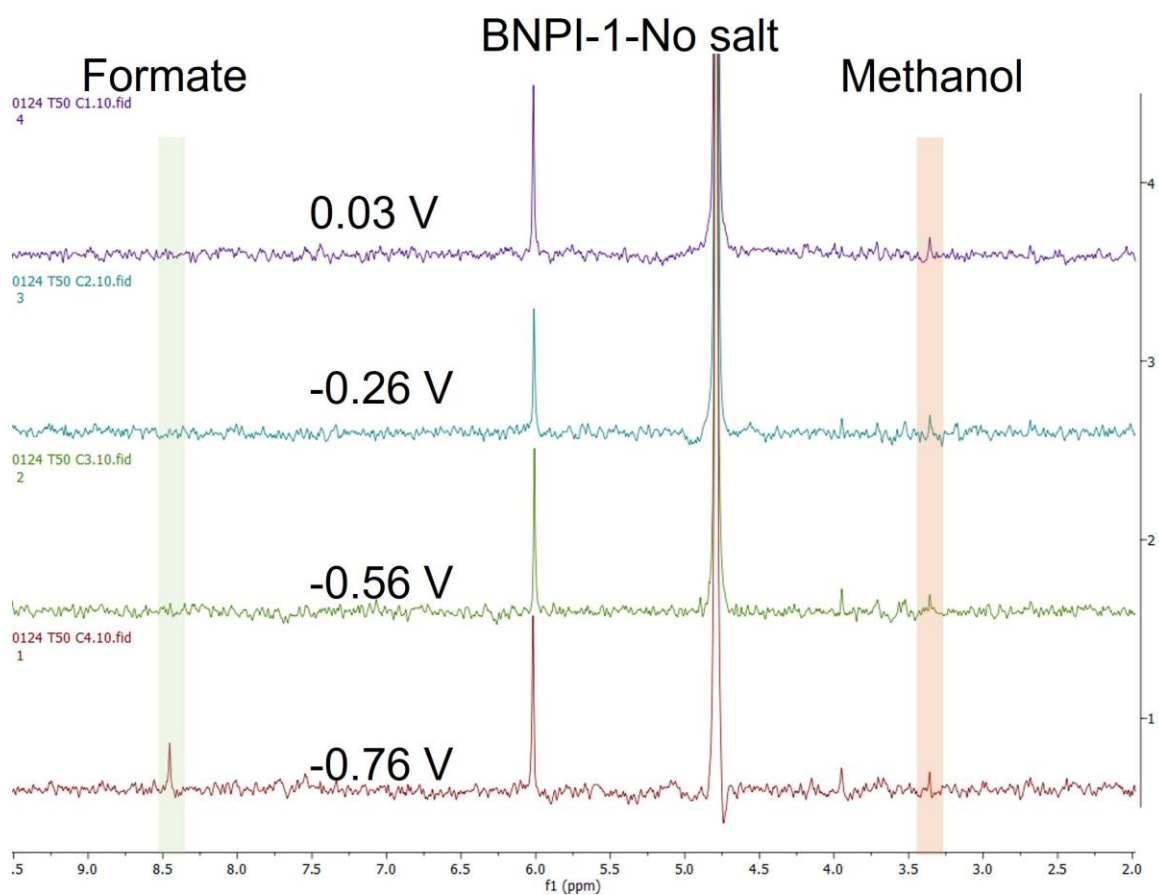 BNPI-1-No salt
Formate
Methanol
0124 T50 C1.10.fid
4
4
0.03 V
0124 T50 C2.10.fid
3
3
-0.26 V
0124 T50 C3.10.fid
2
2
-0.56 V
0124 T50 C4.10.fid
1
1
-0.76 V
.5 9.0 8.5 8.0 7.5 7.0 6.5 6.0 5.5 5.0 4.5 4.0 3.5 3.0 2.5 2.0
f1 (ppm)